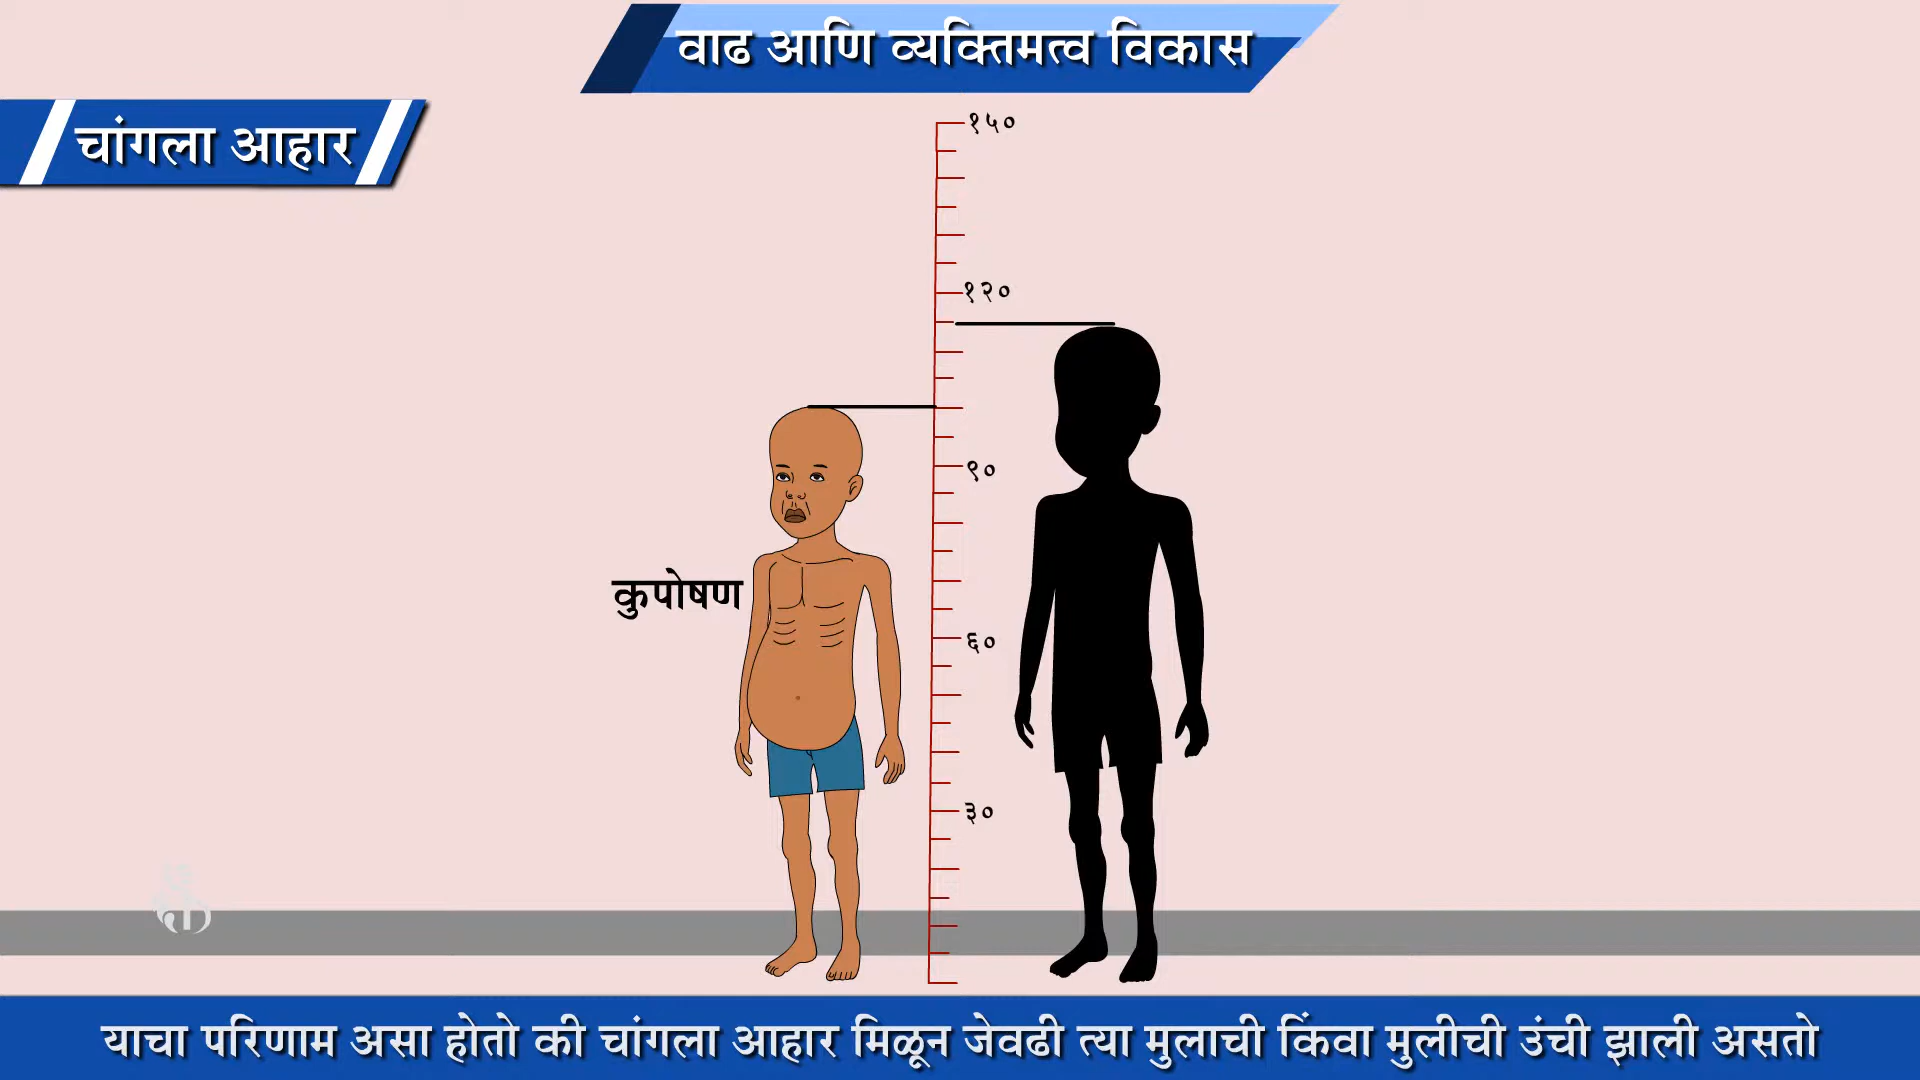 वाढ आणि व्यक्तिमत्व विकास
चांगला आहार
१५०
१२०
९०
कुपोषण
६०
३०
याचा परिणाम असा होतो की चांगला आहार मिळून जेवढी त्या मुलाची किंवा मुलीची उंची झाली असतो